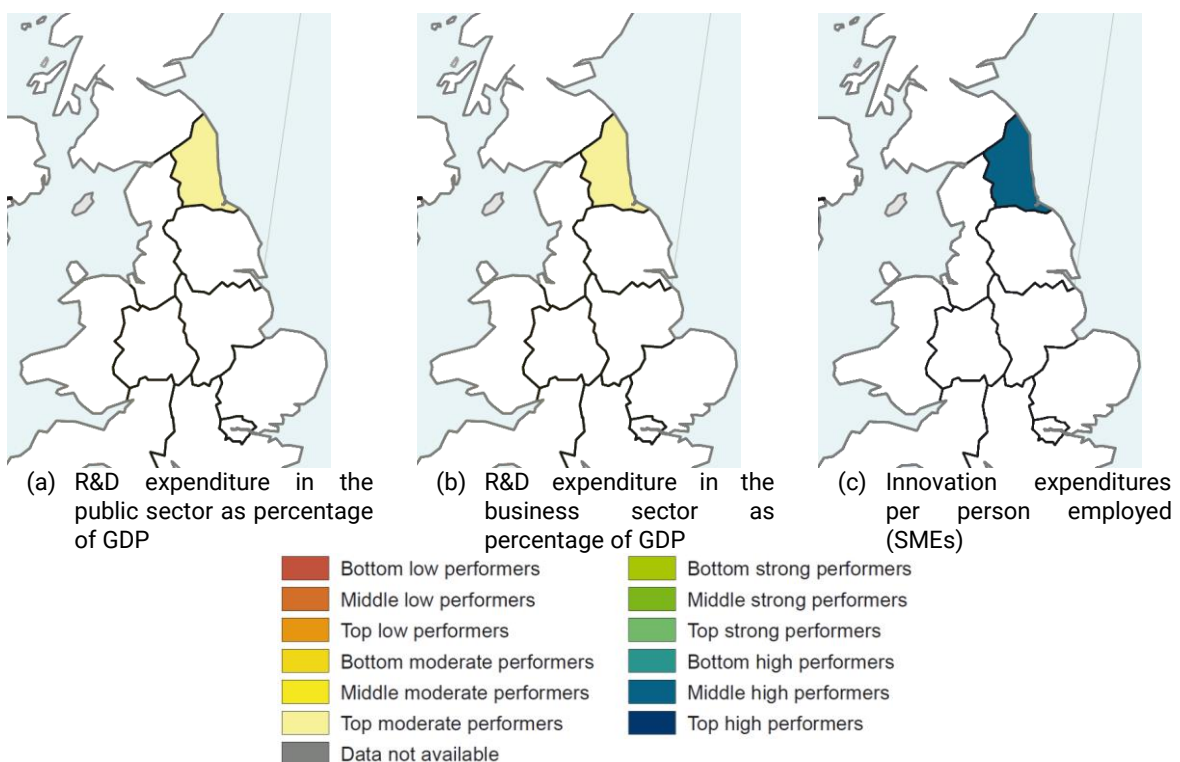 (a) R&D expenditure in the
public sector as percentage
of GDP
(b) R&D expenditure in the
business sector as
percentage of GDP
(c) Innovation expenditures
per person employed
(SMEs)
Bottom low performers
Middle low performers
Top low performers
Bottom moderate performers
Middle moderate performers
Top moderate performers
Data not available
Bottom strong performers
Middle strong performers
Top strong performers
Bottom high performers
Middle high performers
Top high performers